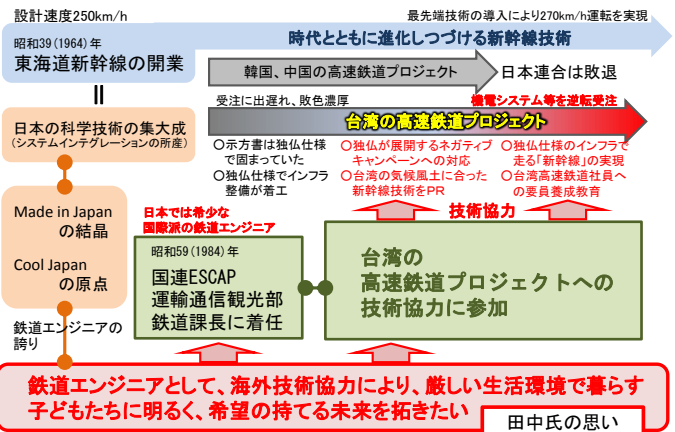 設計速度250km/h
最先端技術の導入により270km/h運転を実現
昭和39(1964)年
東海道新幹線の開業
時代とともに進化しつづける新幹線技術
韓国、中国の高速鉄道プロジェクト
日本連合は敗退
日本の科学技術の集大成
(システムインテグレーションの所産)
受注に出遅れ、敗色濃厚
機電システム等を逆転受注
台湾の高速鉄道プロジェクト
〇示方書は独仏仕様
で固まっていた
〇独仏仕様でインフラ
整備が着工
〇独仏が展開するネガティブ
キャンペーンへの対応
〇台湾の気候風土に合った
新幹線技術をPR
〇独仏仕様のインフラで
走る「新幹線」の実現
〇台湾高速鉄道社員へ
の要員養成教育
Made in Japan
の結晶
Cool Japan
の原点
日本では希少な
国際派の鉄道エンジニア
技術協力
昭和59(1984)年
国連ESCAP
運輸通信観光部
鉄道課長に着任
台湾の
高速鉄道プロジェクトへの
技術協力に参加
鉄道エンジニアの
誇り
鉄道エンジニアとして、海外技術協力により、厳しい生活環境で暮らす
子どもたちに明るく、希望の持てる未来を拓きたい
田中氏の思い